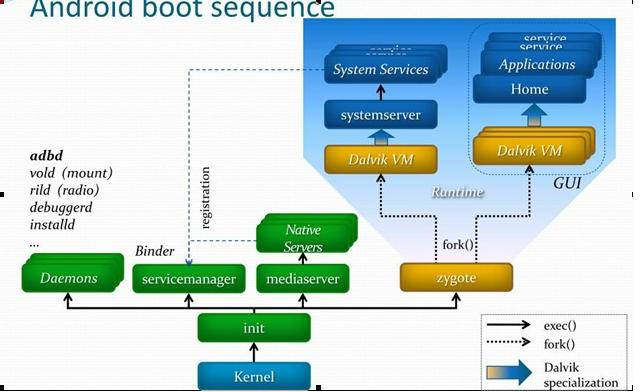 Android boot sequence
service
service
System Services
systemserver
Dalvik VM
service
service
Applications
Home
Dalvik VM
GUI
Runtime
adbd
vold (mount)
rild (radio)
debuggerd
installd
...
registration
Binder
Native
Servers
fork()
Daemons
servicemanager
mediaserver
zygote
init
Kernel
exec()
fork()
Dalvik
specialization